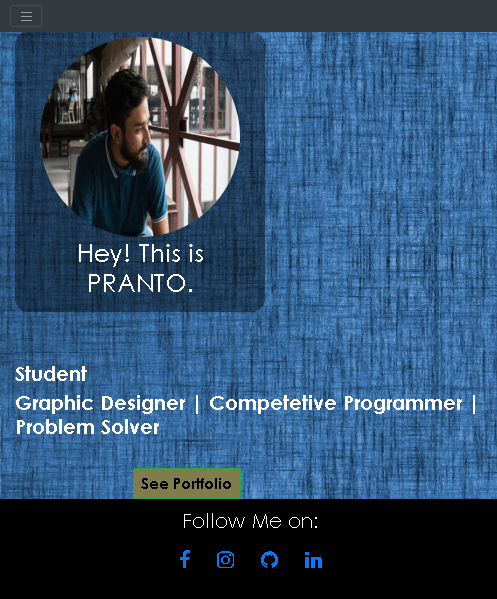 Hey! This is
PRANTO.
Student
Graphic Designer | Competetive Programmer |
Problem Solver
See Portfolio
Follow Me on: